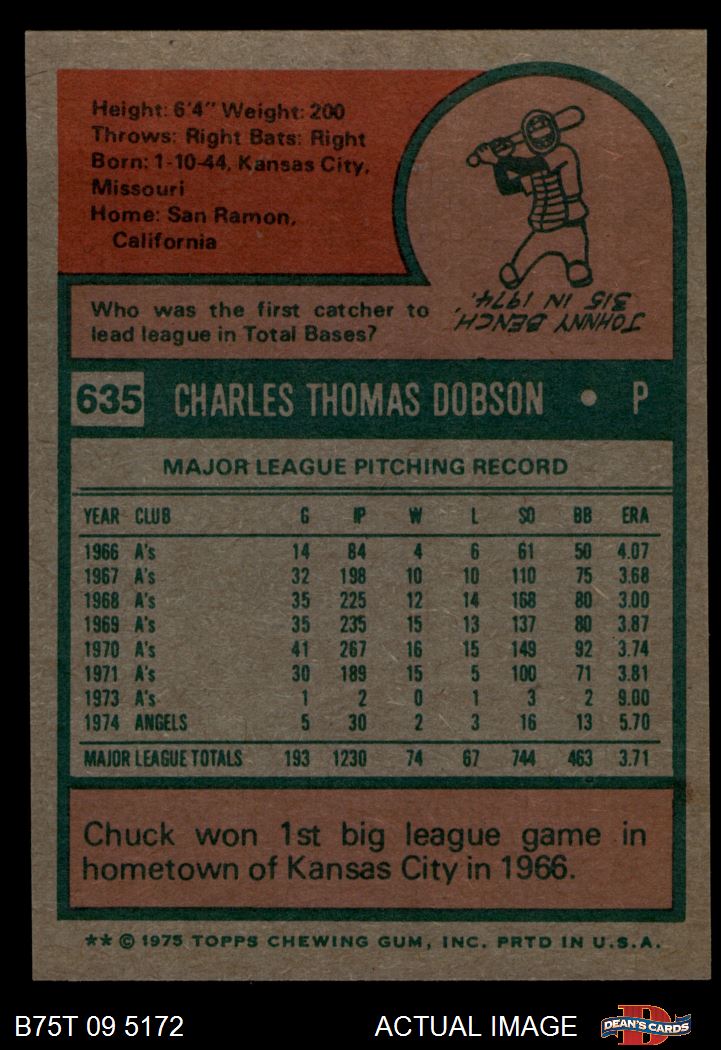 Height: 6'4" Weight: 200
Throws: Right Bats: Right
Born: 1-10-44, Kansas City,
Missouri
Home: San Ramon,
California
Who was the first catcher to
lead league in Total Bases?
JOHNNY BENCH,
315 IN 1974.
635 CHARLES THOMAS DOBSON • P
MAJOR LEAGUE PITCHING RECORD
YEAR CLUB G IP W L SO BB ERA
1966 A's 14 84 4 6 61 50 4.07
1967 A's 32 198 10 10 110 75 3.68
1968 A's 35 225 12 14 168 80 3.00
1969 A's 35 235 15 13 137 80 3.87
1970 A's 41 267 16 15 149 92 3.74
1971 A's 30 189 15 5 100 71 3.81
1973 A's 1 2 0 1 3 2 9.00
1974 ANGELS 5 30 2 3 16 13 5.70
MAJOR LEAGUE TOTALS 193 1230 74 67 744 463 3.71
Chuck won 1st big league game in
hometown of Kansas City in 1966.
** © 1975 TOPPS CHEWING GUM, INC. PRTD IN U.S.A.
B75T 09 5172 ACTUAL IMAGE D DEAN'S CARDS